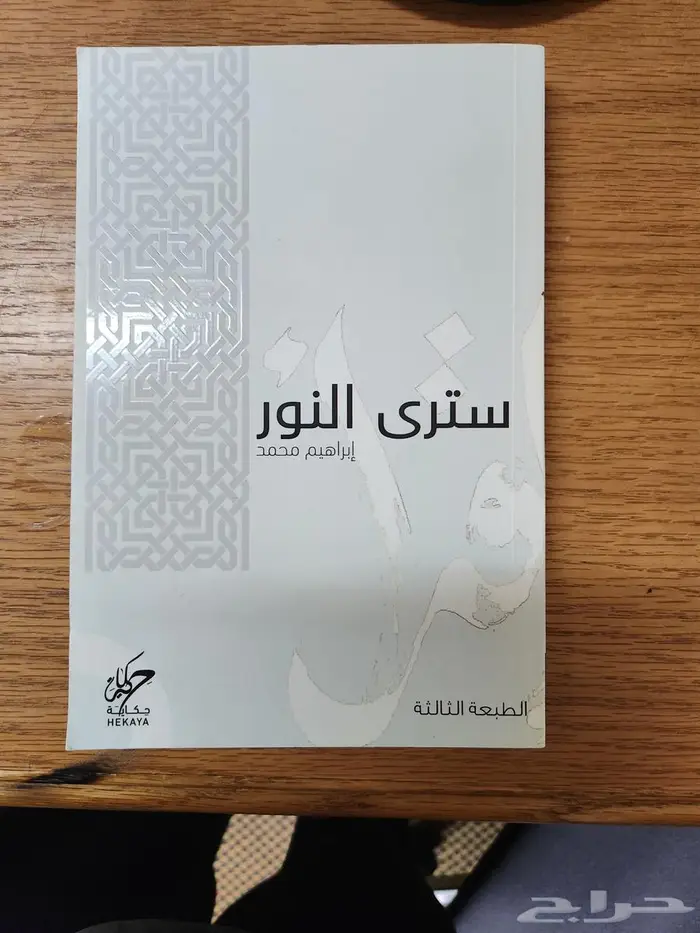 سترى النور
إبراهيم محمد
حكاية
HEKAYA
الطبعة الثالثة
حراج